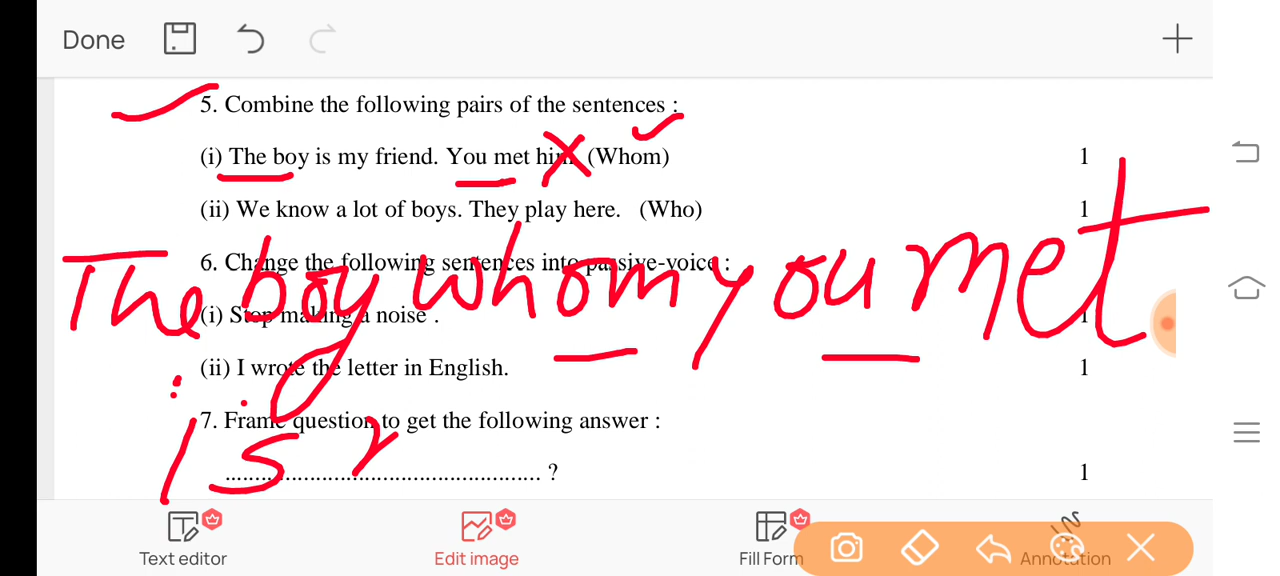 Done
5. Combine the following pairs of the sentences :
(i) The boy is my friend. You met him. (Whom) 1
(ii) We know a lot of boys. They play here. (Who) 1
6. Change the following sentences into passive-voice :
The boy whom you met
(i) Stop making a noise . 1
(ii) I wrote the letter in English. 1
7. Frame question to get the following answer :
is
........................................... ? 1
Text editor Edit image Fill Form Annotation